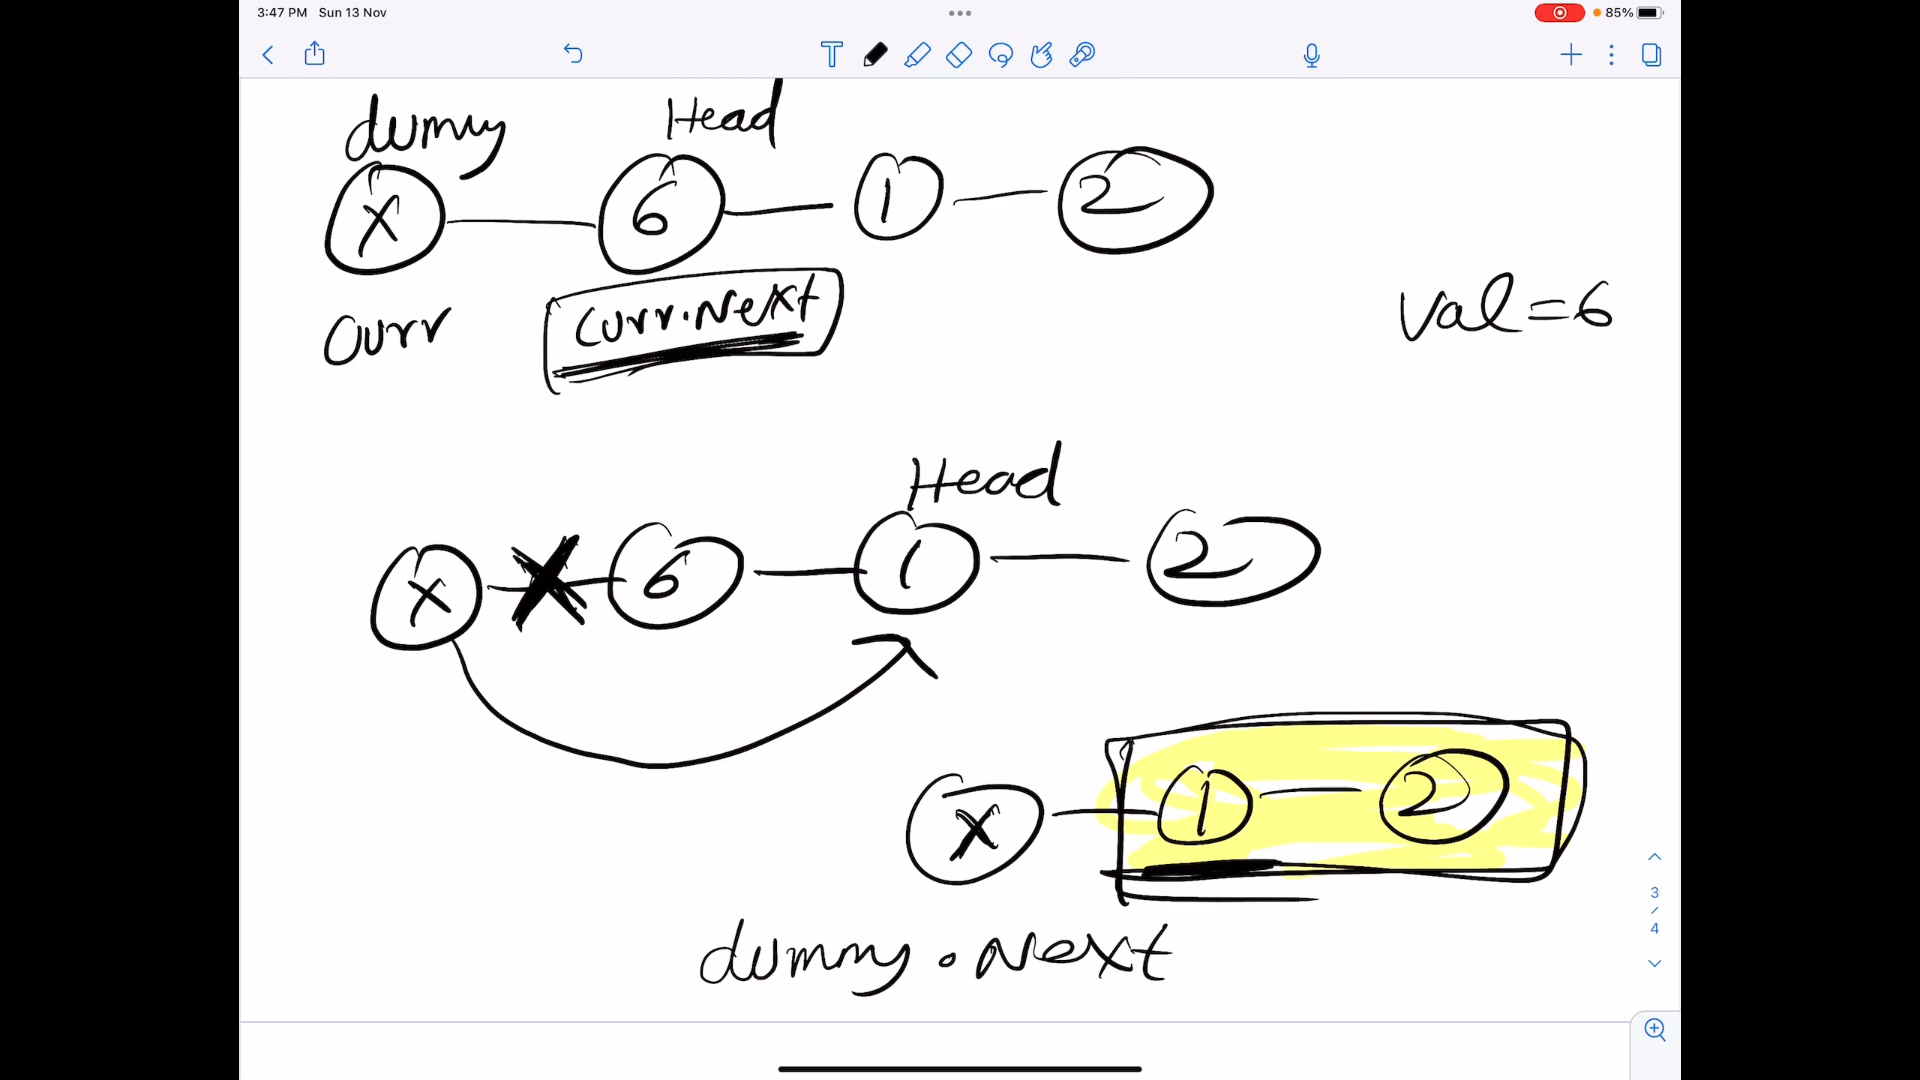 3:47 PM Sun 13 Nov
85%
dummy Head
X 6 1 2
curr curr.Next
val=6
Head
X 6 1 2
X 1 2
dummy.Next
3
/
4